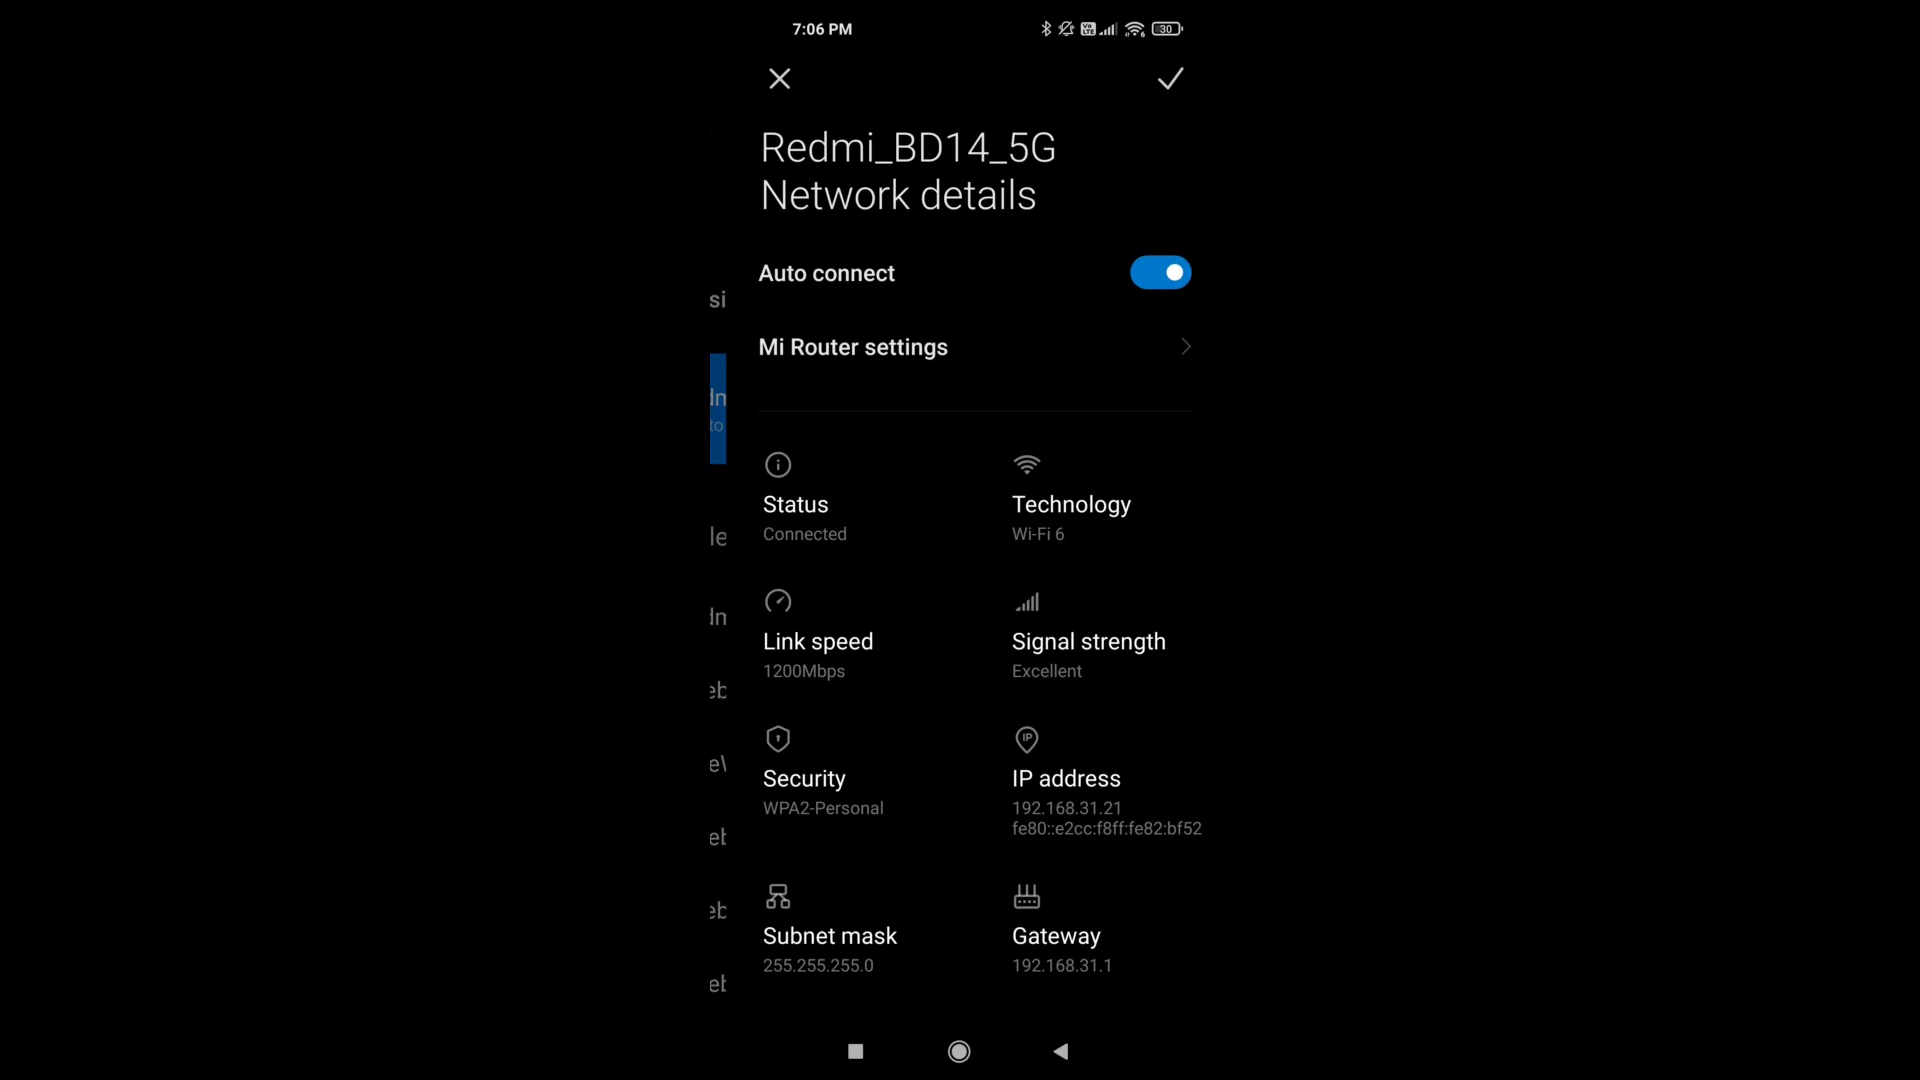 7:06 PM
30
Redmi_BD14_5G
Network details
Auto connect
Mi Router settings
Status
Connected
Technology
Wi-Fi 6
Link speed
1200Mbps
Signal strength
Excellent
Security
WPA2-Personal
IP address
192.168.31.21
fe80::e2cc:f8ff:fe82:bf52
Subnet mask
255.255.255.0
Gateway
192.168.31.1